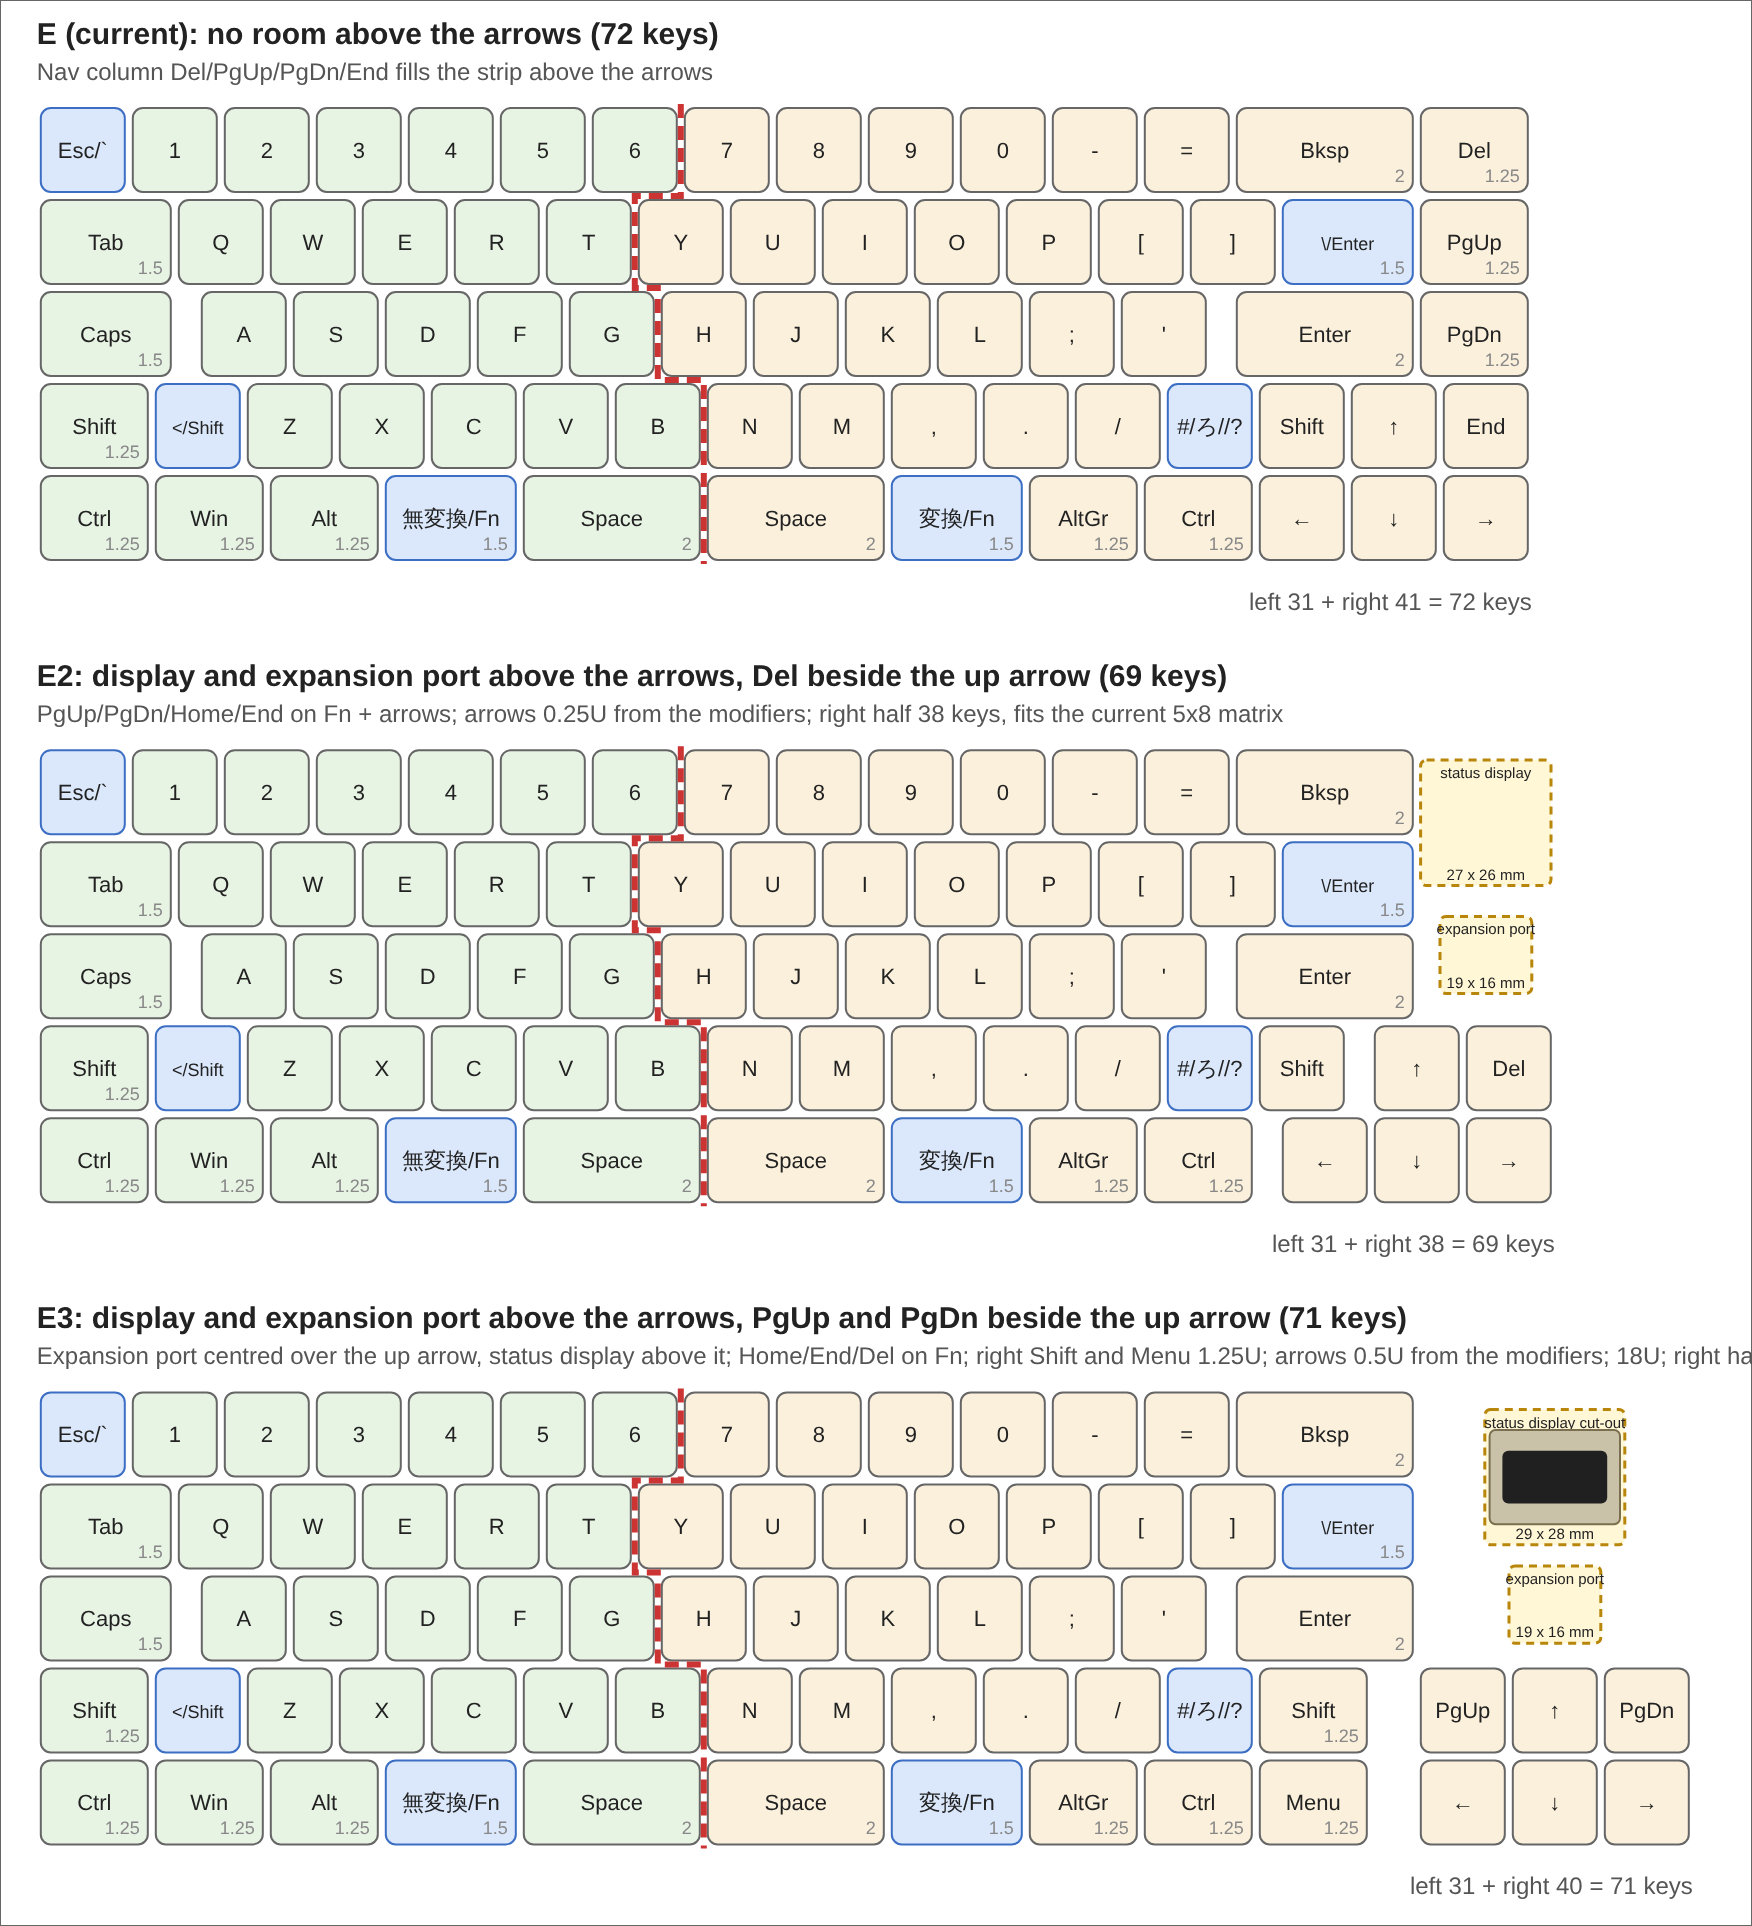 E (current): no room above the arrows (72 keys)
Nav column Del/PgUp/PgDn/End fills the strip above the arrows
Esc/` 1 2 3 4 5 6 7 8 9 0 - = Bksp 2 Del 1.25
Tab 1.5 Q W E R T Y U I O P [ ] \/Enter 1.5 PgUp 1.25
Caps 1.5 A S D F G H J K L ; ' Enter 2 PgDn 1.25
Shift 1.25 </Shift Z X C V B N M , . / #/ろ//? Shift ↑ End
Ctrl 1.25 Win 1.25 Alt 1.25 無変換/Fn 1.5 Space 2 Space 2 変換/Fn 1.5 AltGr 1.25 Ctrl 1.25 ← ↓ →
left 31 + right 41 = 72 keys
E2: display and expansion port above the arrows, Del beside the up arrow (69 keys)
PgUp/PgDn/Home/End on Fn + arrows; arrows 0.25U from the modifiers; right half 38 keys, fits the current 5x8 matrix
Esc/` 1 2 3 4 5 6 7 8 9 0 - = Bksp 2 status display
Tab 1.5 Q W E R T Y U I O P [ ] \/Enter 1.5 27 x 26 mm
Caps 1.5 A S D F G H J K L ; ' Enter 2 expansion port 19 x 16 mm
Shift 1.25 </Shift Z X C V B N M , . / #/ろ//? Shift ↑ Del
Ctrl 1.25 Win 1.25 Alt 1.25 無変換/Fn 1.5 Space 2 Space 2 変換/Fn 1.5 AltGr 1.25 Ctrl 1.25 ← ↓ →
left 31 + right 38 = 69 keys
E3: display and expansion port above the arrows, PgUp and PgDn beside the up arrow (71 keys)
Expansion port centred over the up arrow, status display above it; Home/End/Del on Fn; right Shift and Menu 1.25U; arrows 0.5U from the modifiers; 18U; right ha
Esc/` 1 2 3 4 5 6 7 8 9 0 - = Bksp 2 status display cut-out
Tab 1.5 Q W E R T Y U I O P [ ] \/Enter 1.5 29 x 28 mm
Caps 1.5 A S D F G H J K L ; ' Enter 2 expansion port 19 x 16 mm
Shift 1.25 </Shift Z X C V B N M , . / #/ろ//? Shift 1.25 PgUp ↑ PgDn
Ctrl 1.25 Win 1.25 Alt 1.25 無変換/Fn 1.5 Space 2 Space 2 変換/Fn 1.5 AltGr 1.25 Ctrl 1.25 Menu 1.25 ← ↓ →
left 31 + right 40 = 71 keys